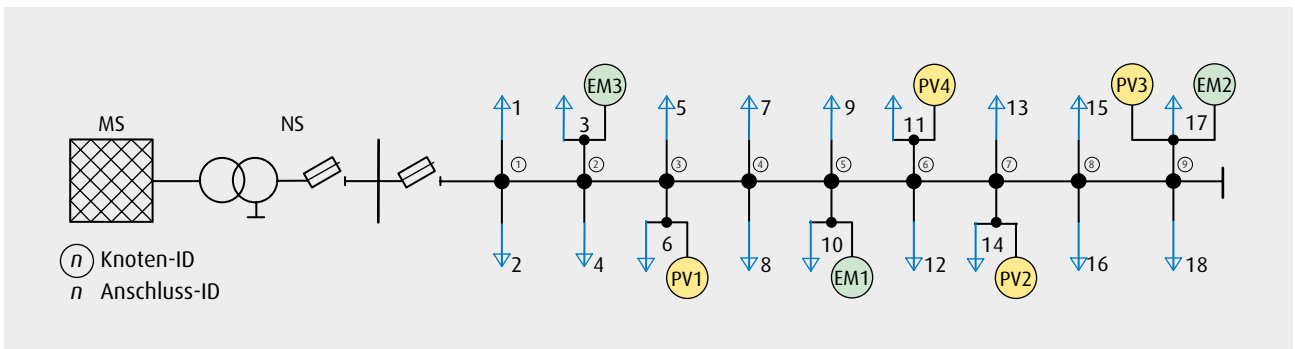 MS
NS
EM3
PV4
PV3
EM2
1
3
5
7
9
11
13
15
17
①
②
③
④
⑤
⑥
⑦
⑧
⑨
2
4
6
8
10
12
14
16
18
PV1
EM1
PV2
n Knoten-ID
n Anschluss-ID